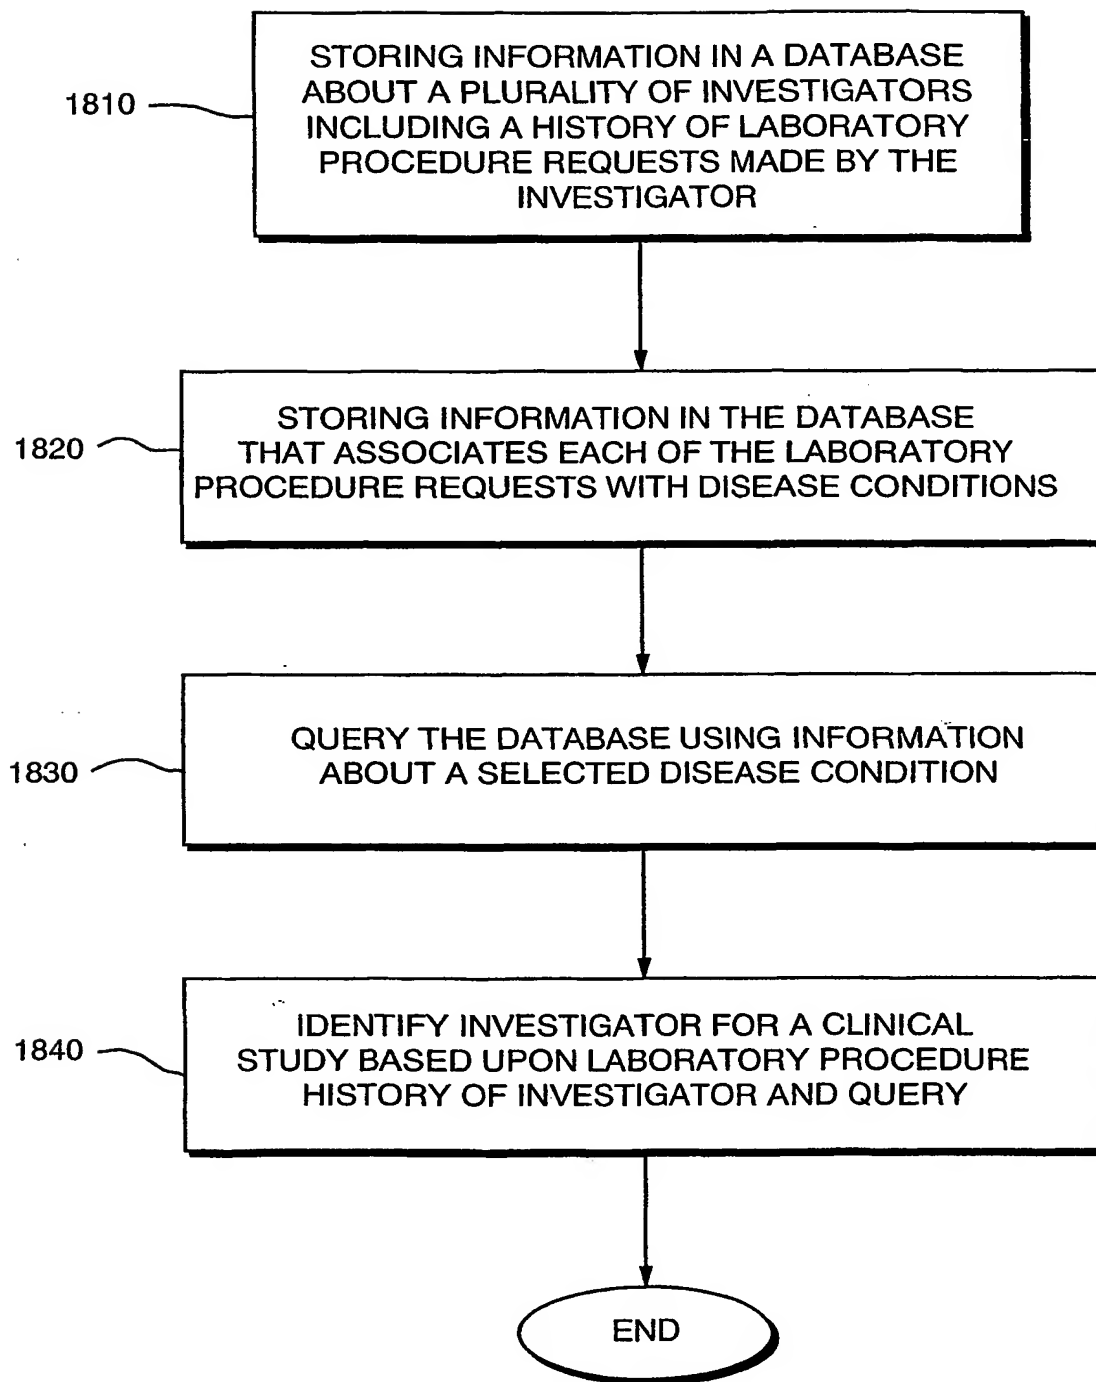 1810
STORING INFORMATION IN A DATABASE
ABOUT A PLURALITY OF INVESTIGATORS
INCLUDING A HISTORY OF LABORATORY
PROCEDURE REQUESTS MADE BY THE
INVESTIGATOR
1820
STORING INFORMATION IN THE DATABASE
THAT ASSOCIATES EACH OF THE LABORATORY
PROCEDURE REQUESTS WITH DISEASE CONDITIONS
1830
QUERY THE DATABASE USING INFORMATION
ABOUT A SELECTED DISEASE CONDITION
1840
IDENTIFY INVESTIGATOR FOR A CLINICAL
STUDY BASED UPON LABORATORY PROCEDURE
HISTORY OF INVESTIGATOR AND QUERY
END